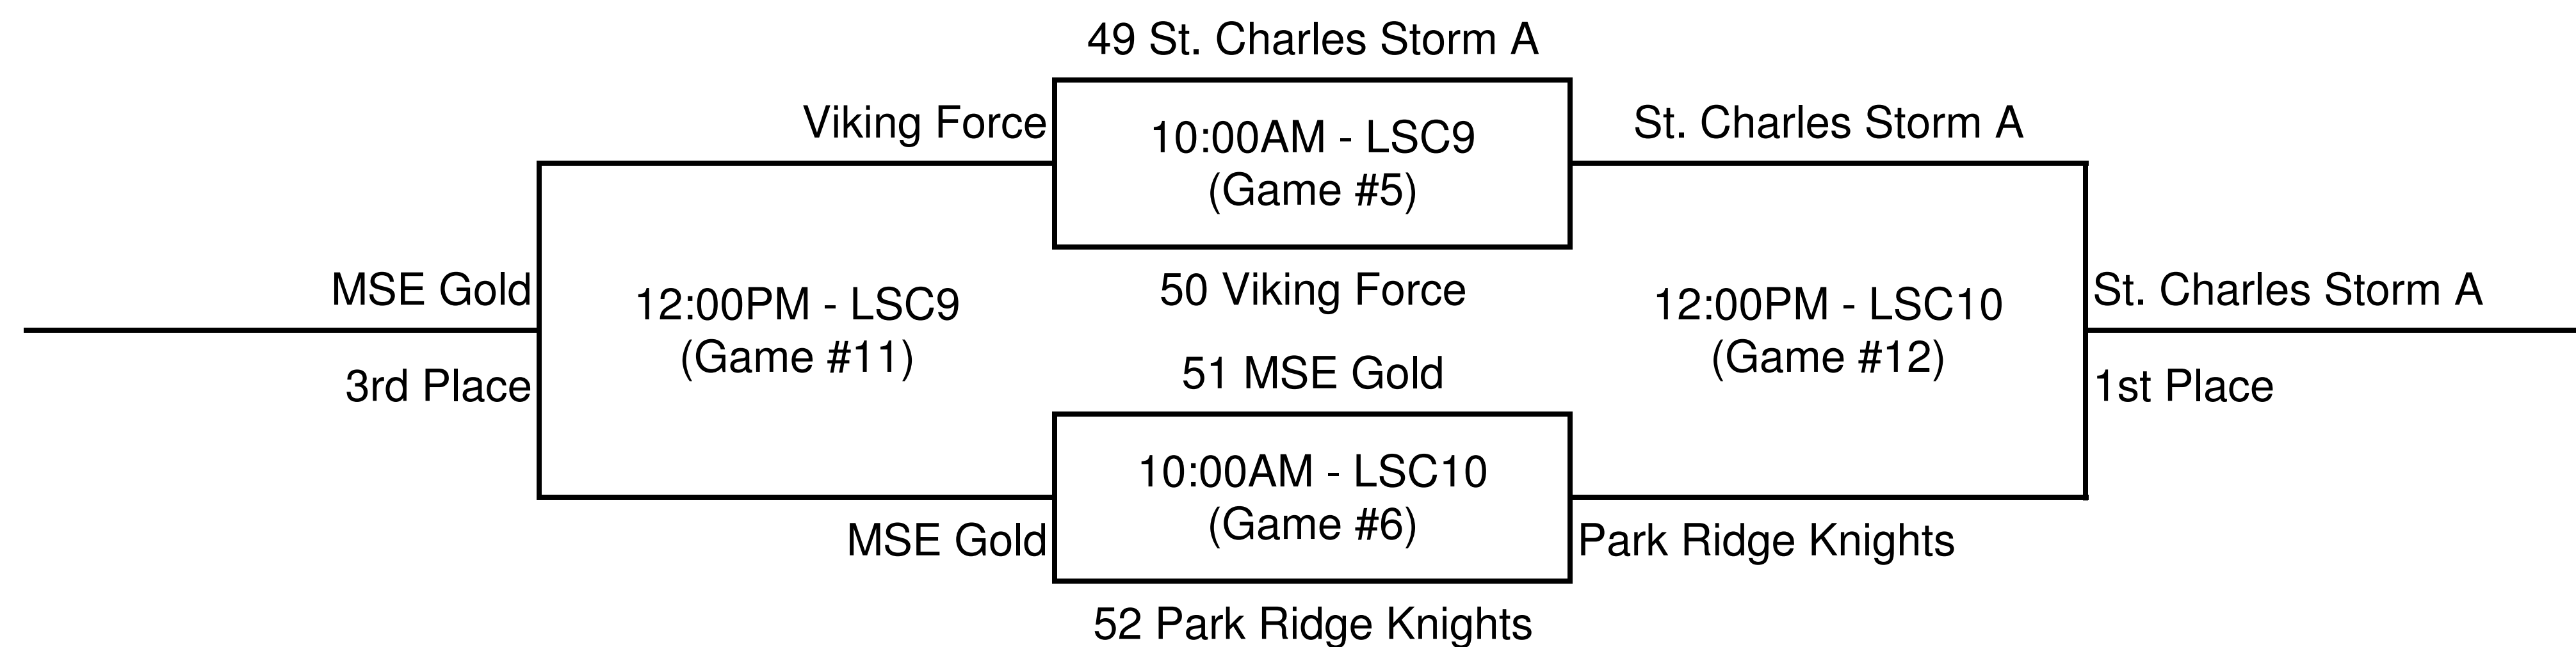 49 St. Charles Storm A
Viking Force
10:00AM - LSC9
(Game #5)
St. Charles Storm A
MSE Gold
3rd Place
12:00PM - LSC9
(Game #11)
50 Viking Force
51 MSE Gold
12:00PM - LSC10
(Game #12)
St. Charles Storm A
1st Place
MSE Gold
10:00AM - LSC10
(Game #6)
Park Ridge Knights
52 Park Ridge Knights